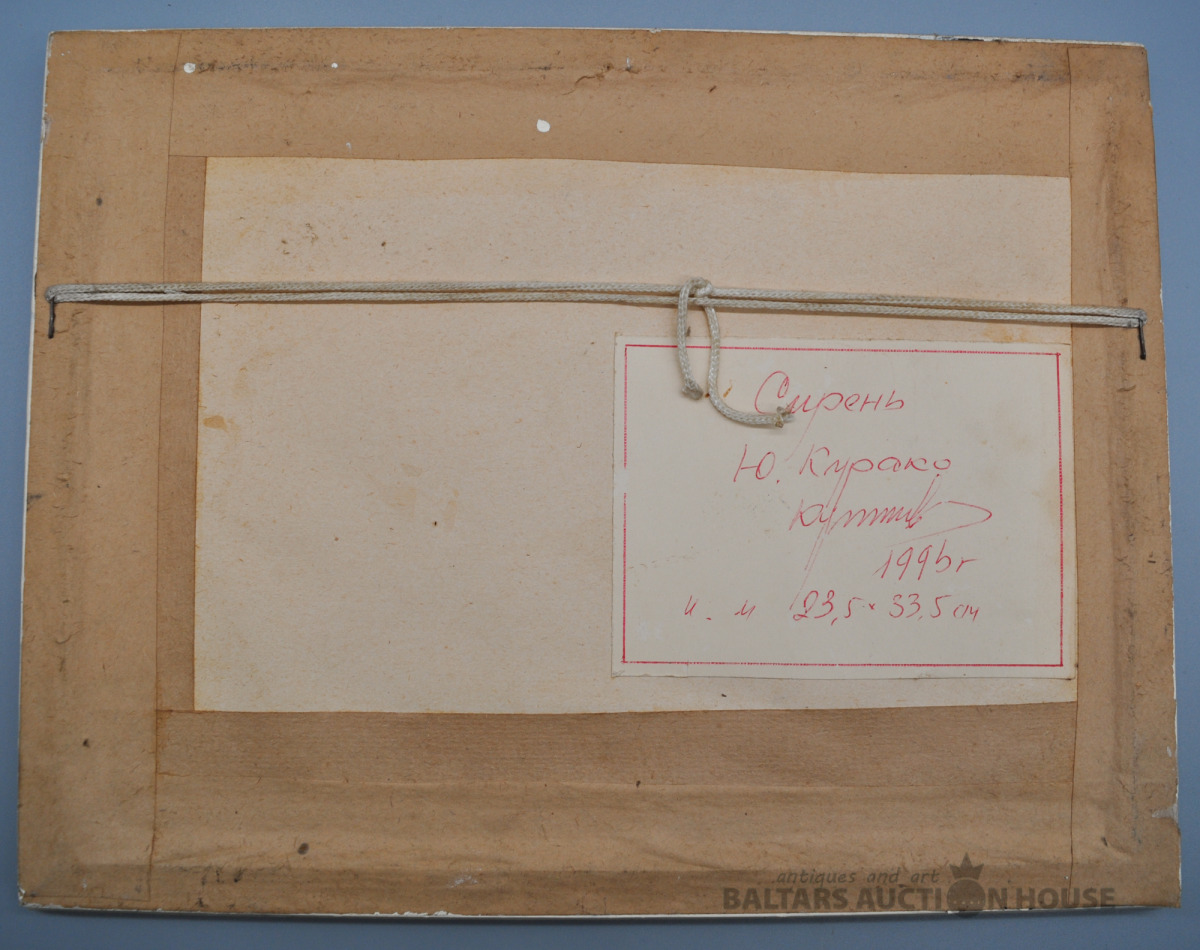 Сирень
Ю. Курако
1995г
к. м 23,5 × 33,5 см
antiques and art
BALTARS AUCTION HOUSE